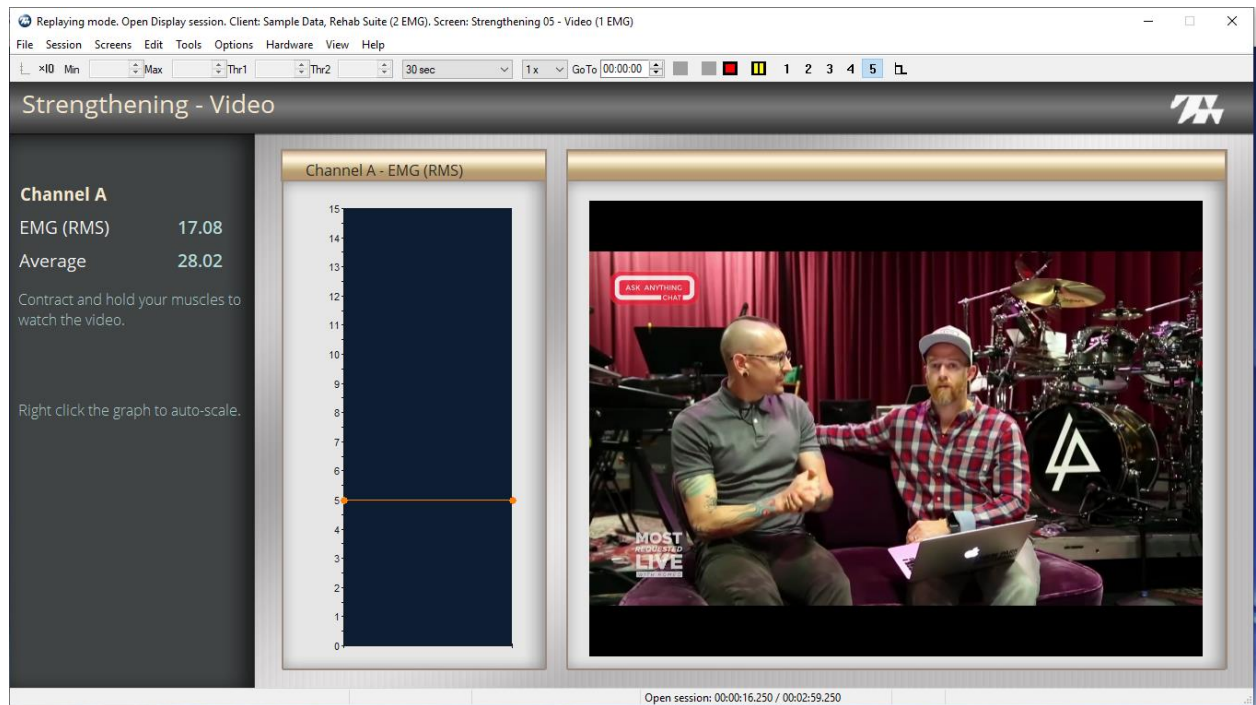 Replaying mode. Open Display session. Client: Sample Data, Rehab Suite (2 EMG). Screen: Strengthening 05 - Video (1 EMG)
File Session Screens Edit Tools Options Hardware View Help
×10 Min Max Thr1 Thr2 30 sec 1 x GoTo 00:00:00 1 2 3 4 5
Strengthening - Video
Channel A
EMG (RMS) 17.08
Average 28.02
Contract and hold your muscles to
watch the video.
Right click the graph to auto-scale.
Channel A - EMG (RMS)
15
14
13
12
11
10
9
8
7
6
5
4
3
2
1
0
ASK ANYTHING
CHAT
MOST
REQUESTED
LIVE
WITH ROMEO
Open session: 00:00:16.250 / 00:02:59.250